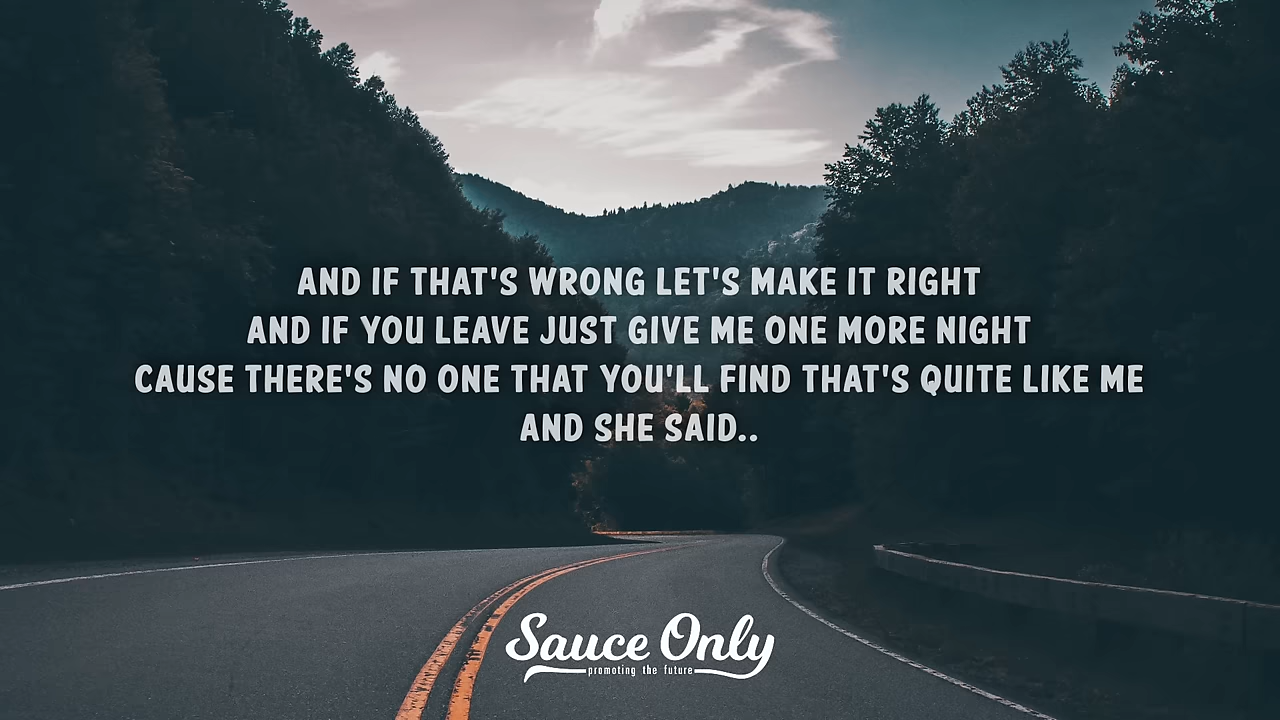 AND IF THAT'S WRONG LET'S MAKE IT RIGHT
AND IF YOU LEAVE JUST GIVE ME ONE MORE NIGHT
CAUSE THERE'S NO ONE THAT YOU'LL FIND THAT'S QUITE LIKE ME
AND SHE SAID..
Sauce Only
promoting the future